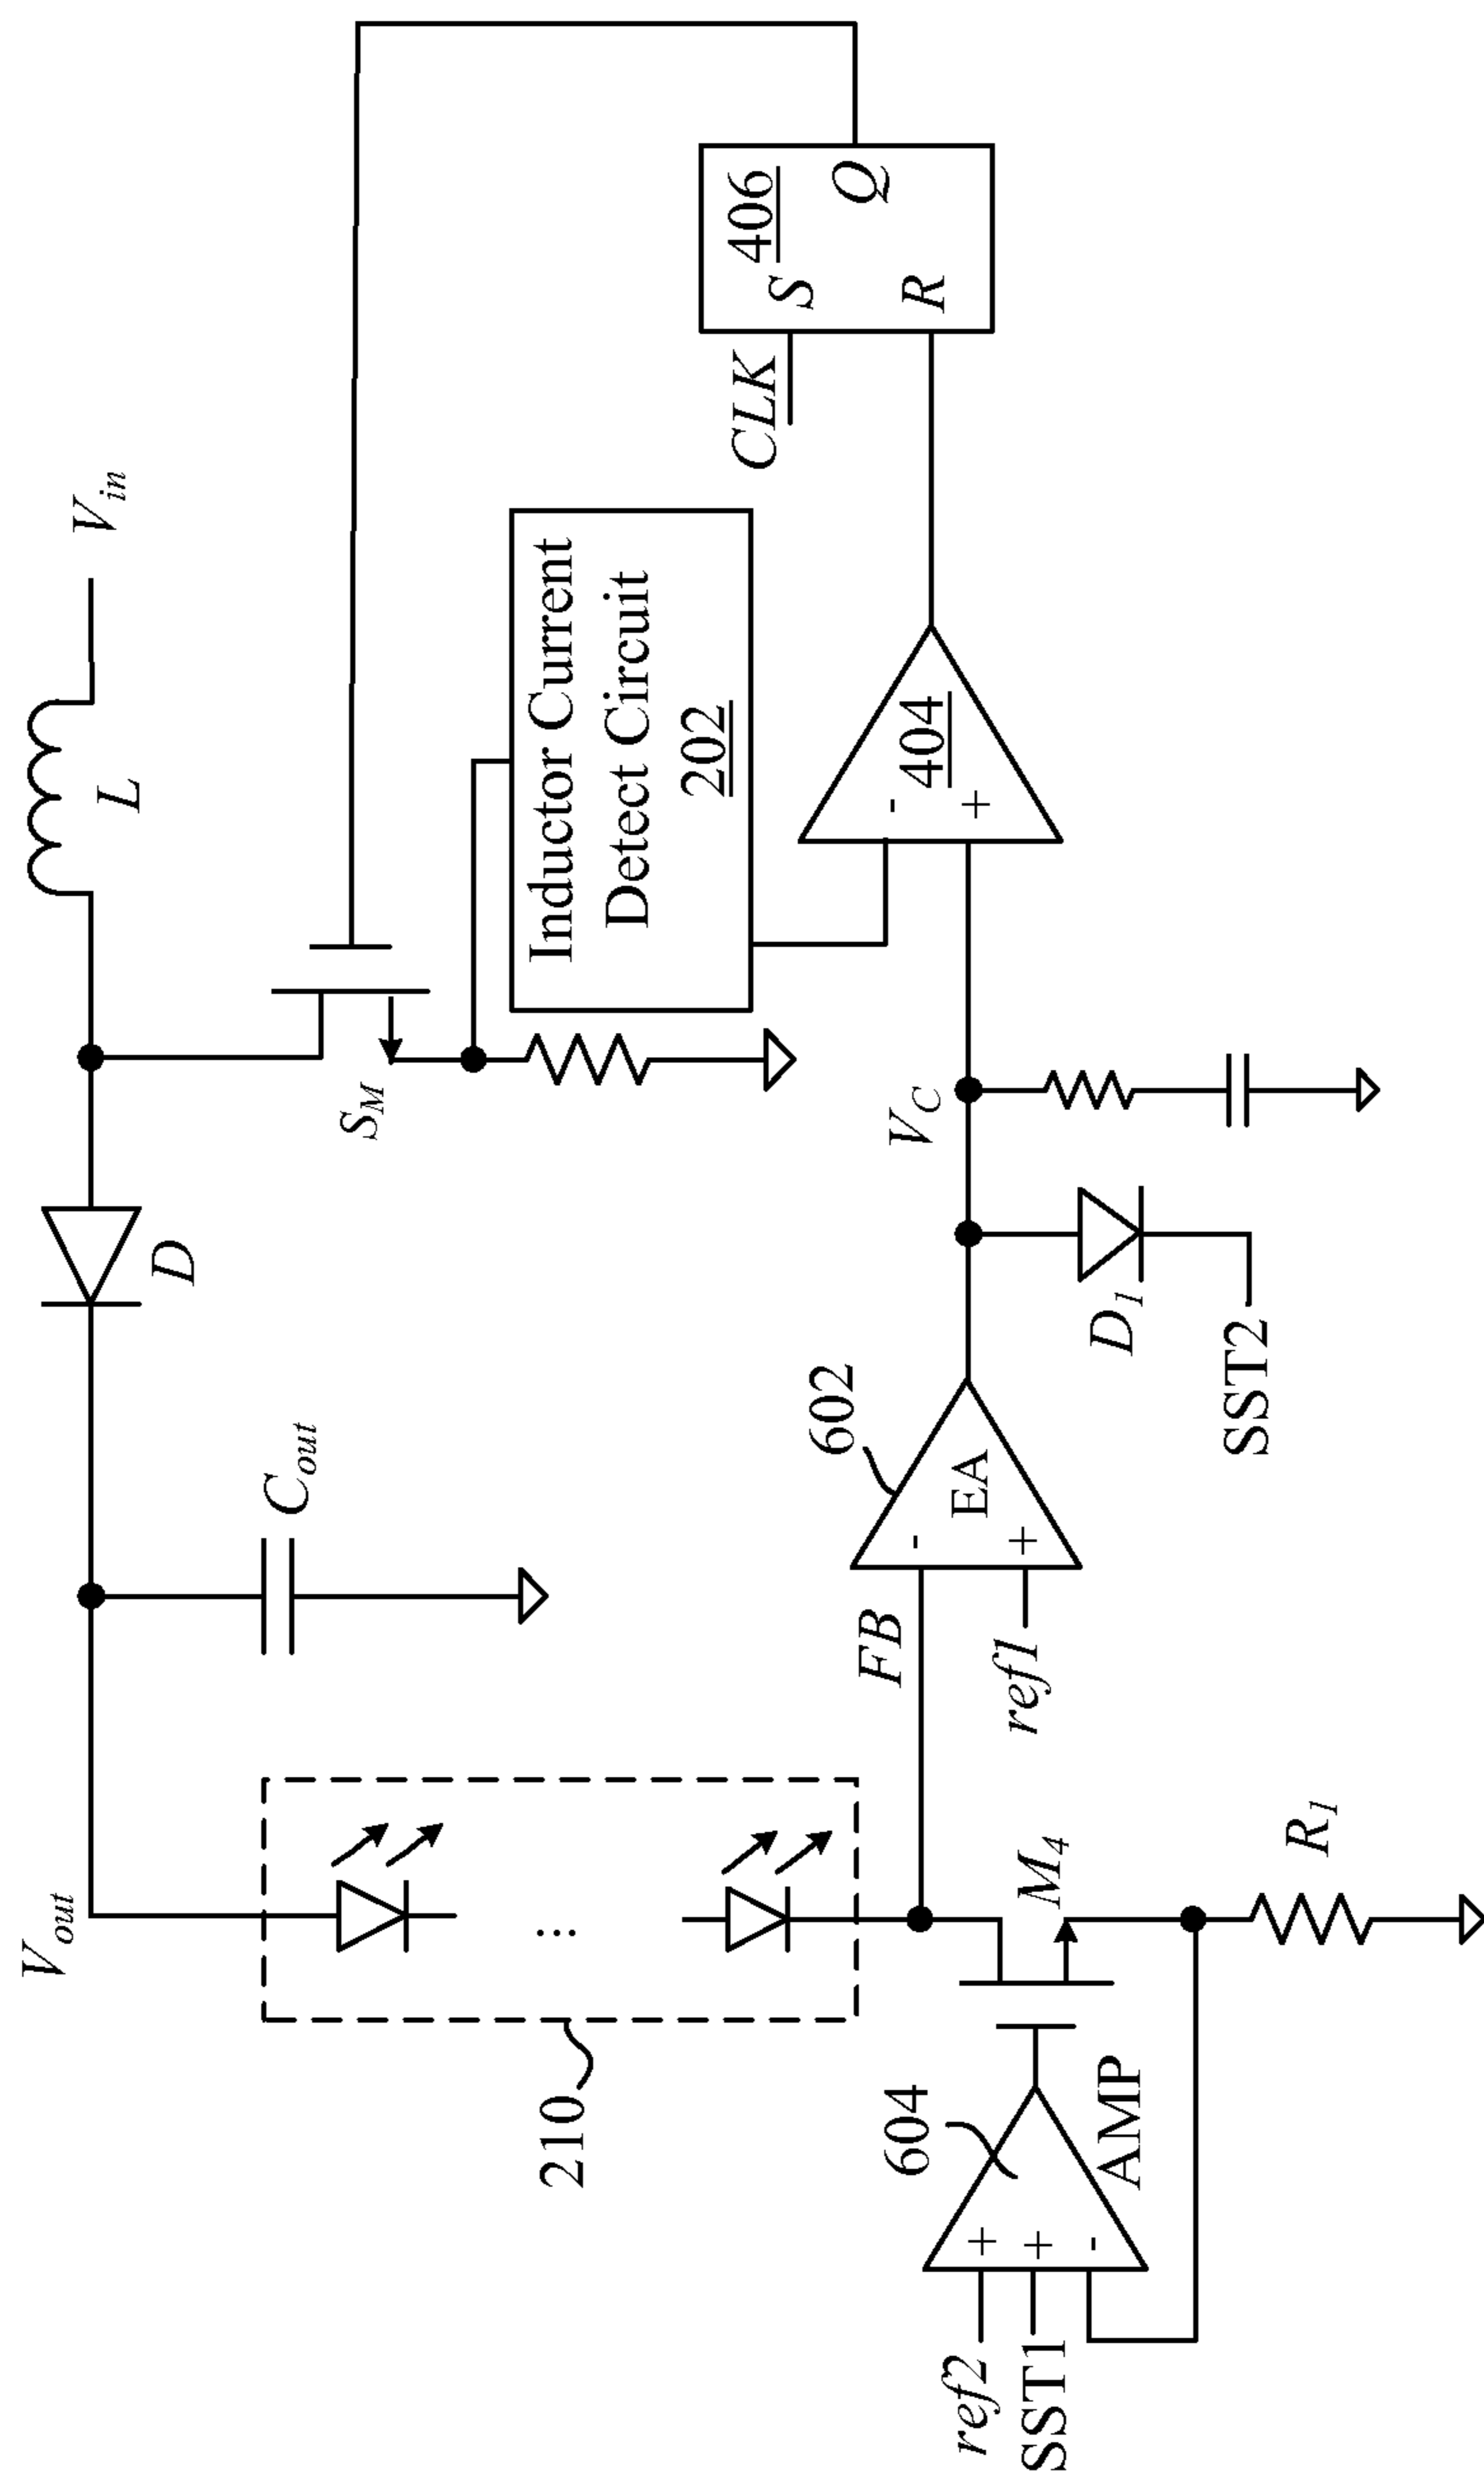 V_out
L
V_in
D
C_out
S_M
210
Inductor Current
Detect Circuit
202
406
S
Q
R
CLK
404
-
+
V_C
602
FB
-
EA
+
ref1
D_1
SST2
604
M_4
+
+
-
AMP
ref2
SST1
R_1
...